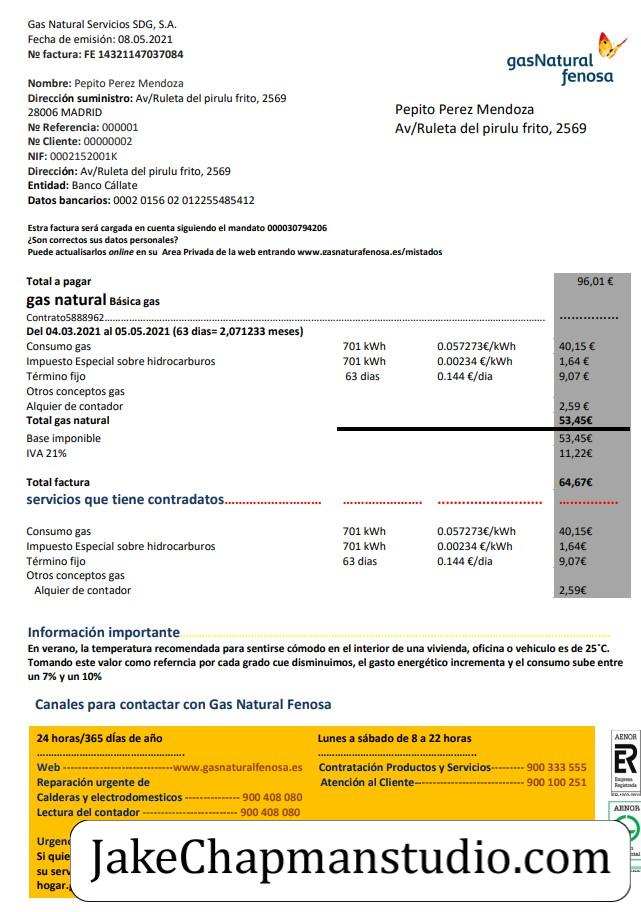 Gas Natural Servicios SDG, S.A.
Fecha de emisión: 08.05.2021
Nº factura: FE 14321147037084
gasNatural
fenosa
Nombre: Pepito Perez Mendoza
Dirección suministro: Av/Ruleta del pirulu frito, 2569
28006 MADRID
Nº Referencia: 000001
Nº Cliente: 00000002
NIF: 0002152001K
Dirección: Av/Ruleta del pirulu frito, 2569
Entidad: Banco Cállate
Datos bancarios: 0002 0156 02 012255485412
Pepito Perez Mendoza
Av/Ruleta del pirulu frito, 2569
Esta factura será cargada en cuenta siguiendo el mandato 000030794206
¿Son correctos sus datos personales?
Puede actualisarlos online en su Area Privada de la web entrando www.gasnaturafenosa.es/mistados
Total a pagar 96,01 €
gas natural Básica gas
Contrato5888962
Del 04.03.2021 al 05.05.2021 (63 dias= 2,071233 meses)
Consumo gas 701 kWh 0.057273€/kWh 40,15 €
Impuesto Especial sobre hidrocarburos 701 kWh 0.00234 €/kWh 1,64 €
Término fijo 63 dias 0.144 €/dia 9,07 €
Otros conceptos gas
Alquier de contador 2,59 €
Total gas natural 53,45€
Base imponible 53,45€
IVA 21% 11,22€
Total factura 64,67€
servicios que tiene contradatos
Consumo gas 701 kWh 0.057273€/kWh 40,15€
Impuesto Especial sobre hidrocarburos 701 kWh 0.00234 €/kWh 1,64€
Término fijo 63 dias 0.144 €/dia 9,07€
Otros conceptos gas
Alquier de contador 2,59€
Información importante
En verano, la temperatura recomendada para sentirse cómodo en el interior de una vivienda, oficina o vehiculo es de 25˚C.
Tomando este valor como referncia por cada grado cue disminuimos, el gasto energético incrementa y el consumo sube entre
un 7% y un 10%
Canales para contactar con Gas Natural Fenosa
24 horas/365 dÍas de año
Web ----------------------------www.gasnaturalfenosa.es
Reparación urgente de
Calderas y electrodomesticos -------------- 900 408 080
Lectura del contador ------------------------ 900 408 080
Lunes a sábado de 8 a 22 horas
Contratación Productos y Servicios--------- 900 333 555
Atención al Cliente----------------------------- 900 100 251
AENOR
ER
Empresa
Registrada
AENOR
Si
hogar.
JakeChapmanstudio.com